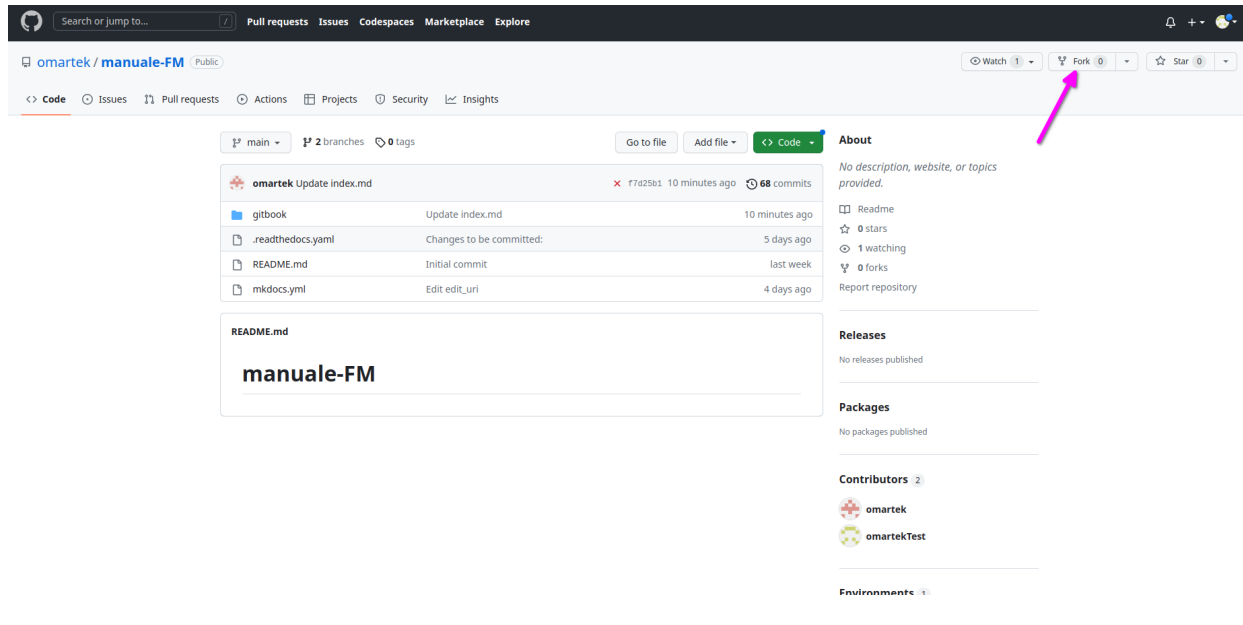 Search or jump to... / Pull requests Issues Codespaces Marketplace Explore
omartek / manuale-FM Public Watch 1 Fork 0 Star 0
Code Issues Pull requests Actions Projects Security Insights
main 2 branches 0 tags Go to file Add file Code
omartek Update index.md f7d25b1 10 minutes ago 68 commits
gitbook Update index.md 10 minutes ago
.readthedocs.yaml Changes to be committed: 5 days ago
README.md Initial commit last week
mkdocs.yml Edit edit_uri 4 days ago
README.md
manuale-FM
About
No description, website, or topics
provided.
Readme
0 stars
1 watching
0 forks
Report repository
Releases
No releases published
Packages
No packages published
Contributors 2
omartek
omartekTest
Environments 1